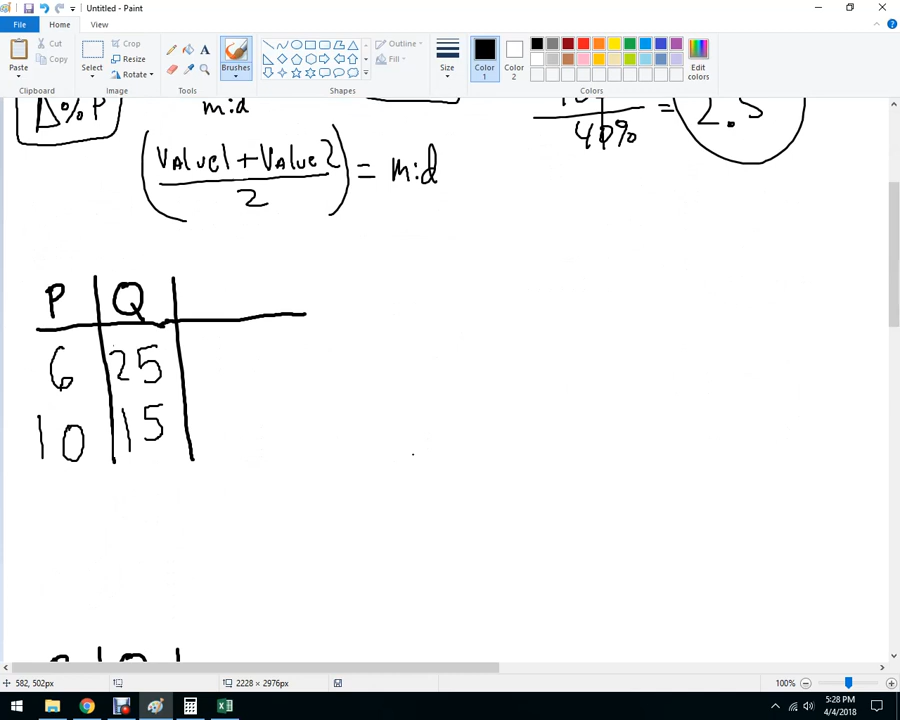 Untitled - Paint
File Home View
Cut
Copy
Paste
Clipboard
Crop
Resize
Rotate
Select
Image
A
Tools
Brushes
Outline
Fill
Shapes
Size
Color 1
Color 2
Edit colors
Colors
Δ%P
mid
40% = 2.5
(Value1 + Value2 / 2) = mid
P Q
6 25
10 15
582, 502px
2228 × 2976px
100%
5:28 PM
4/4/2018